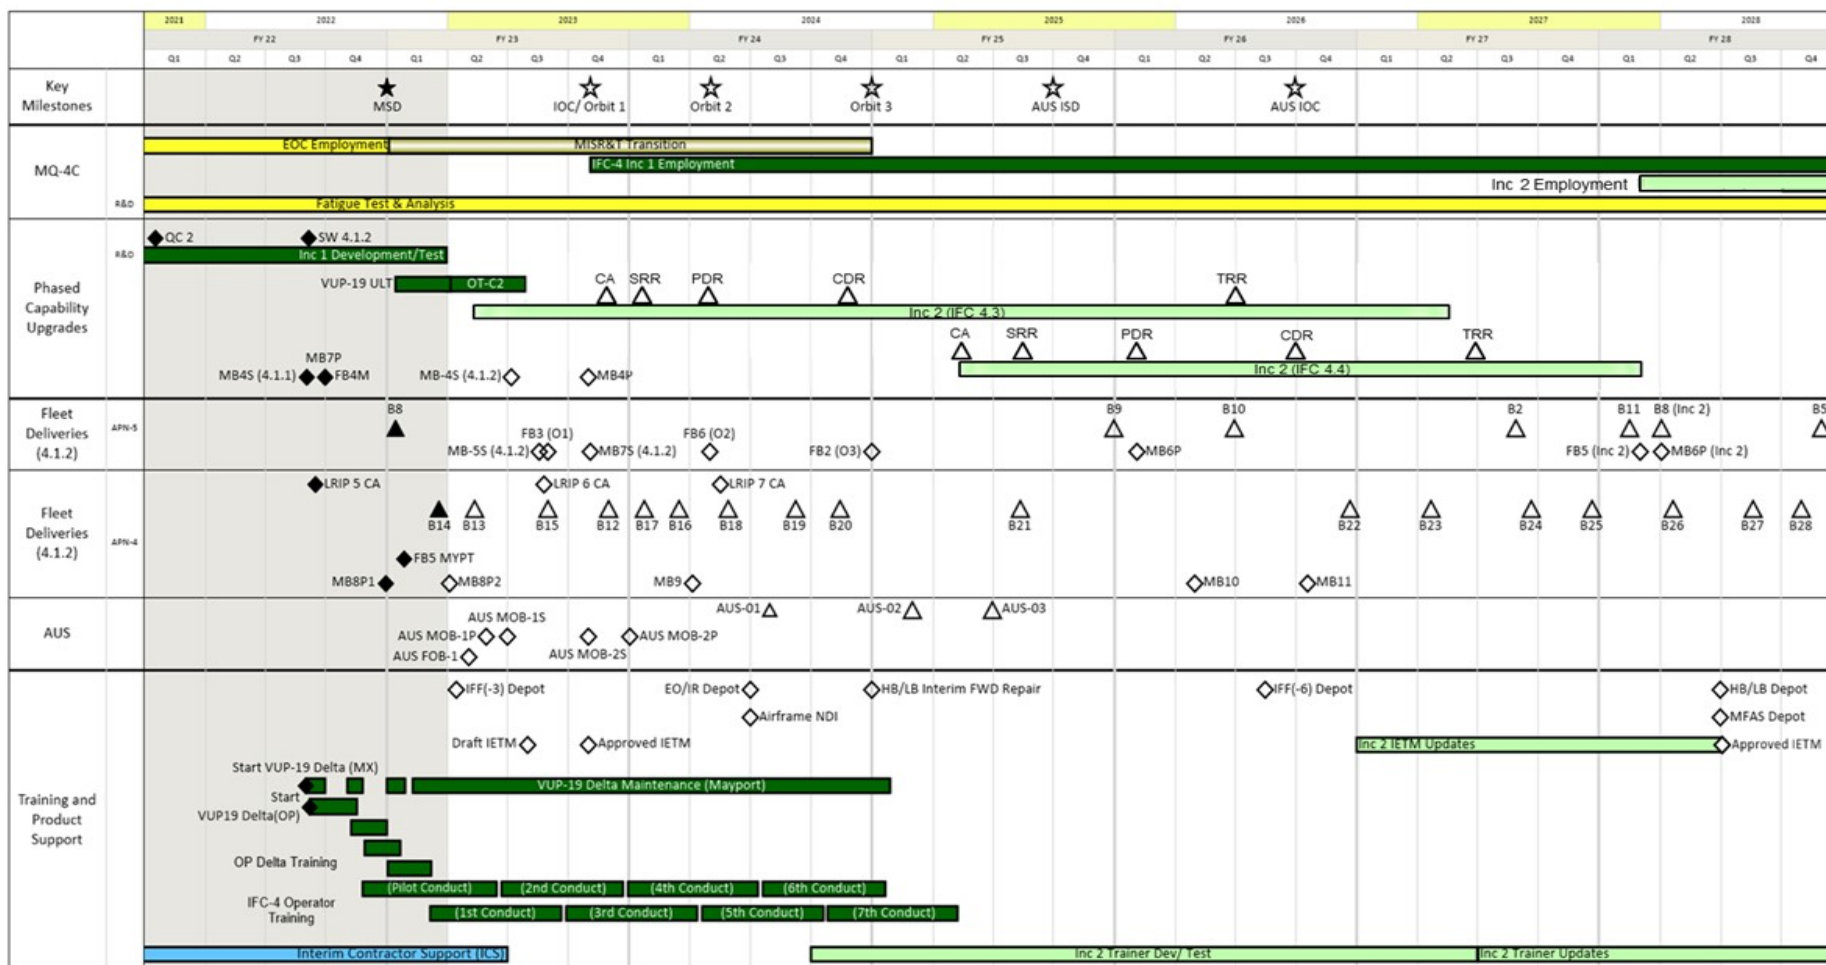 2021 2022 2023 2024 2025 2026 2027 2028
FY 22 FY 23 FY 24 FY 25 FY 26 FY 27 FY 28
Q1 Q2 Q3 Q4 Q1 Q2 Q3 Q4 Q1 Q2 Q3 Q4 Q1 Q2 Q3 Q4 Q1 Q2 Q3 Q4 Q1 Q2 Q3 Q4 Q1 Q2 Q3 Q4
Key
Milestones
MSD IOC/ Orbit 1 Orbit 2 Orbit 3 AUS ISD AUS IOC
MQ-4C
EOC Employment MISR&T Transition
IFC-4 Inc 1 Employment
Inc 2 Employment
R&D Fatigue Test & Analysis
Phased
Capability
Upgrades
QC 2 SW 4.1.2
R&D Inc 1 Development/Test
VUP-19 ULT OT-C2
CA SRR PDR CDR TRR
Inc 2 (IFC 4.3)
CA SRR PDR CDR TRR
Inc 2 (IFC 4.4)
MB7P
MB4S (4.1.1) FB4M MB-4S (4.1.2) MB4P
Fleet
Deliveries
(4.1.2)
APN-5
B8 B9 B10 B2 B11 B8 (Inc 2) B5
FB3 (O1) FB6 (O2)
MB-5S (4.1.2) MB7S (4.1.2) FB2 (O3) MB6P FB5 (Inc 2) MB6P (Inc 2)
Fleet
Deliveries
(4.1.2)
APN-4
LRIP 5 CA LRIP 6 CA LRIP 7 CA
B14 B13 B15 B12 B17 B16 B18 B19 B20 B21 B22 B23 B24 B25 B26 B27 B28
FB5 MYPT
MB8P1 MB8P2 MB9 MB10 MB11
AUS
AUS-01 AUS-02 AUS-03
AUS MOB-1S
AUS MOB-1P AUS MOB-2P
AUS FOB-1 AUS MOB-2S
Training and
Product
Support
IFF(-3) Depot EO/IR Depot HB/LB Interim FWD Repair IFF(-6) Depot HB/LB Depot
Airframe NDI MFAS Depot
Draft IETM Approved IETM Inc 2 IETM Updates Approved IETM
Start VUP-19 Delta (MX)
VUP-19 Delta Maintenance (Mayport)
Start
VUP19 Delta(OP)
OP Delta Training
(Pilot Conduct) (2nd Conduct) (4th Conduct) (6th Conduct)
IFC-4 Operator
Training
(1st Conduct) (3rd Conduct) (5th Conduct) (7th Conduct)
Interim Contractor Support (ICS) Inc 2 Trainer Dev/ Test Inc 2 Trainer Updates